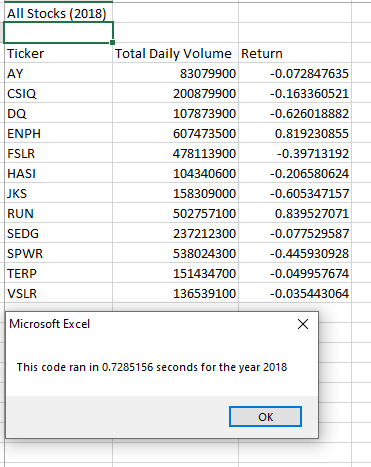 All Stocks (2018)
Ticker Total Daily Volume Return
AY 83079900 -0.072847635
CSIQ 200879900 -0.163360521
DQ 107873900 -0.626018882
ENPH 607473500 0.819230855
FSLR 478113900 -0.39713192
HASI 104340600 -0.206580624
JKS 158309000 -0.605347157
RUN 502757100 0.839527071
SEDG 237212300 -0.077529587
SPWR 538024300 -0.445930928
TERP 151434700 -0.049957674
VSLR 136539100 -0.035443064
Microsoft Excel
This code ran in 0.7285156 seconds for the year 2018
OK